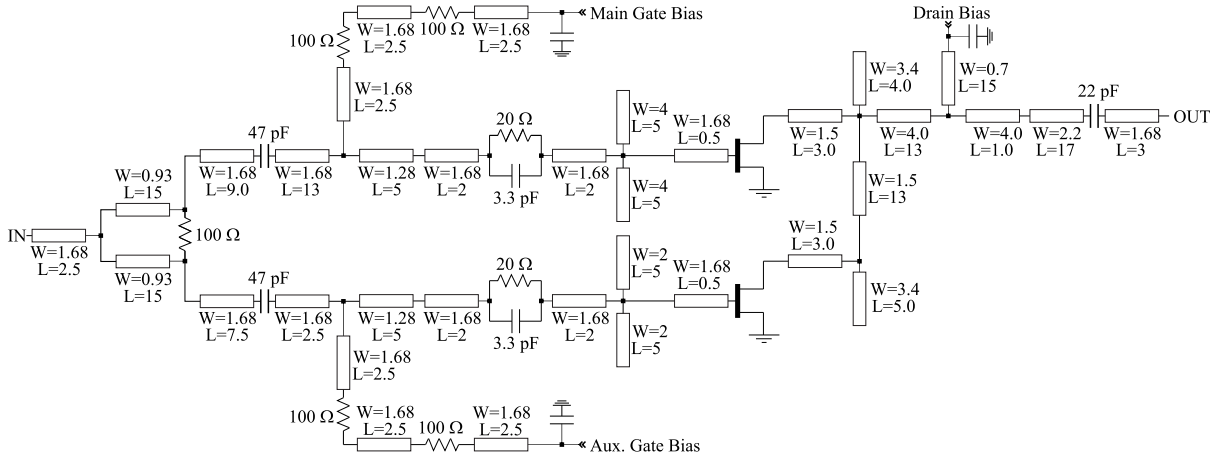 Main Gate Bias
W=1.68
L=2.5
100 Ω
W=1.68
L=2.5
100 Ω
W=1.68
L=2.5
Drain Bias
W=3.4
L=4.0
W=0.7
L=15
22 pF
OUT
W=1.5
L=3.0
W=4.0
L=13
W=4.0
L=1.0
W=2.2
L=17
W=1.68
L=3
47 pF
W=1.68
L=9.0
W=1.68
L=13
W=1.28
L=5
W=1.68
L=2
20 Ω
3.3 pF
W=1.68
L=2
W=4
L=5
W=4
L=5
W=1.68
L=0.5
W=1.5
L=13
IN
W=1.68
L=2.5
W=0.93
L=15
100 Ω
W=0.93
L=15
47 pF
W=1.68
L=7.5
W=1.68
L=2.5
W=1.28
L=5
W=1.68
L=2
20 Ω
3.3 pF
W=1.68
L=2
W=2
L=5
W=2
L=5
W=1.68
L=0.5
W=1.5
L=3.0
W=3.4
L=5.0
W=1.68
L=2.5
100 Ω
W=1.68
L=2.5
100 Ω
W=1.68
L=2.5
Aux. Gate Bias